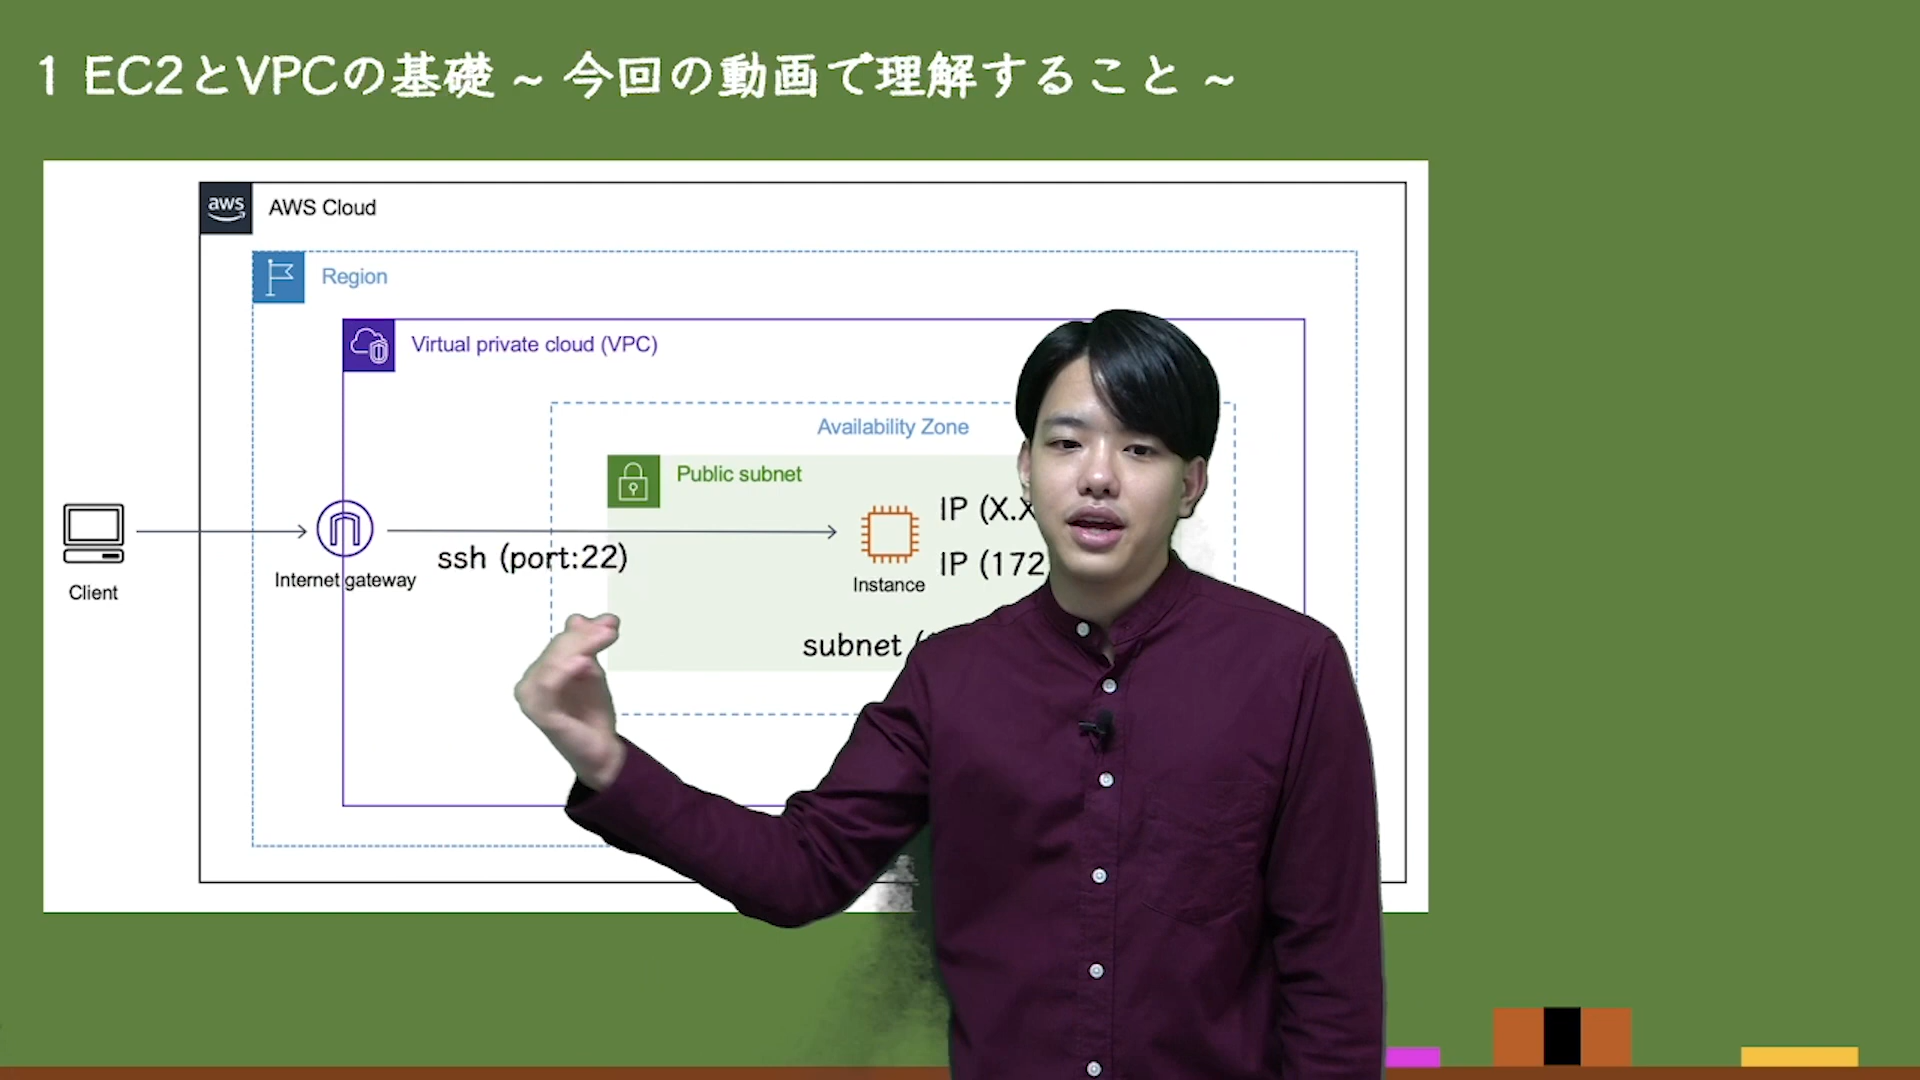 1 EC2とVPCの基礎 ~ 今回の動画で理解すること ~
aws
AWS Cloud
Region
Virtual private cloud (VPC)
Availability Zone
Public subnet
IP (X.X
ssh (port:22)
IP (172
Internet gateway
Instance
Client
subnet (